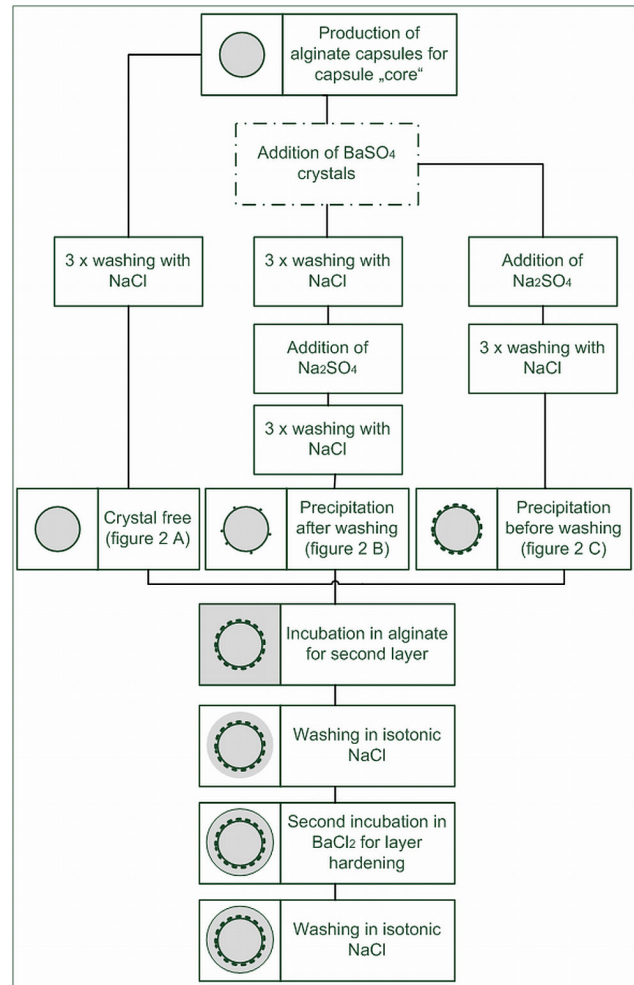 Production of
alginate capsules for
capsule „core“
Addition of BaSO4
crystals
3 x washing with
NaCl
3 x washing with
NaCl
Addition of
Na2SO4
Addition of
Na2SO4
3 x washing with
NaCl
3 x washing with
NaCl
Crystal free
(figure 2 A)
Precipitation
after washing
(figure 2 B)
Precipitation
before washing
(figure 2 C)
Incubation in alginate
for second layer
Washing in isotonic
NaCl
Second incubation in
BaCl2 for layer
hardening
Washing in isotonic
NaCl